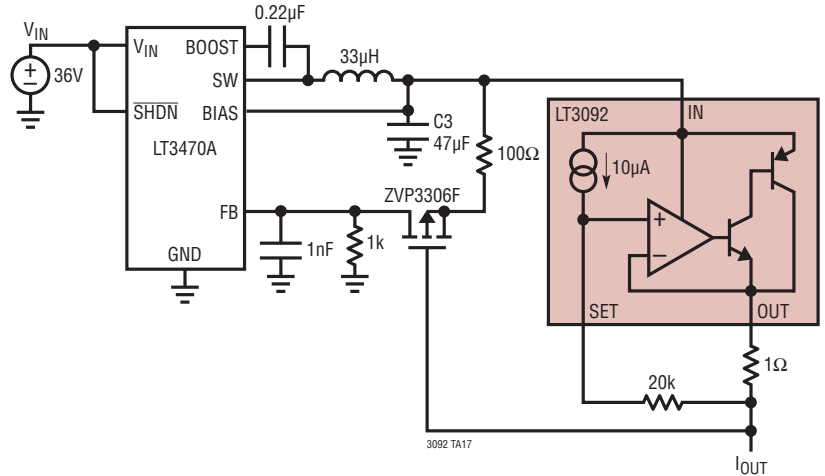 0.22µF
V_IN
36V
V_IN
BOOST
SW
33µH
SHDN
BIAS
LT3470A
C3
47µF
100Ω
LT3092
IN
10µA
+
−
ZVP3306F
FB
1nF
1k
GND
SET
OUT
20k
1Ω
3092 TA17
I_OUT